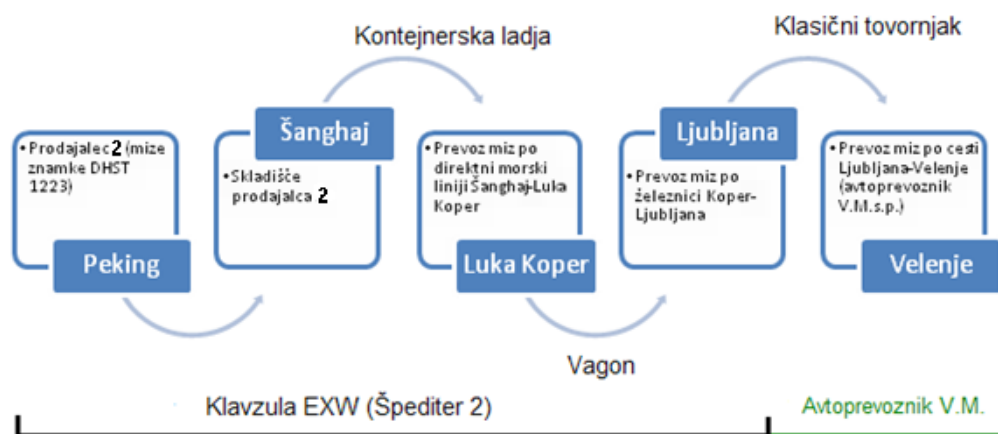 Kontejnerska ladja
Klasični tovornjak
Šanghaj
Ljubljana
• Prodajalec 2 (mize
znamke DHST
1223)
Peking
• Skladišče
prodajalca 2
• Prevoz miz po
direktni morski
liniji Šanghaj-Luka
Koper
Luka Koper
• Prevoz miz po
železnici Koper-
Ljubljana
• Prevoz miz po cesti
Ljubljana-Velenje
(avtoprevoznik
V.M.s.p.)
Velenje
Vagon
Klavzula EXW (Špediter 2)
Avtoprevoznik V.M.